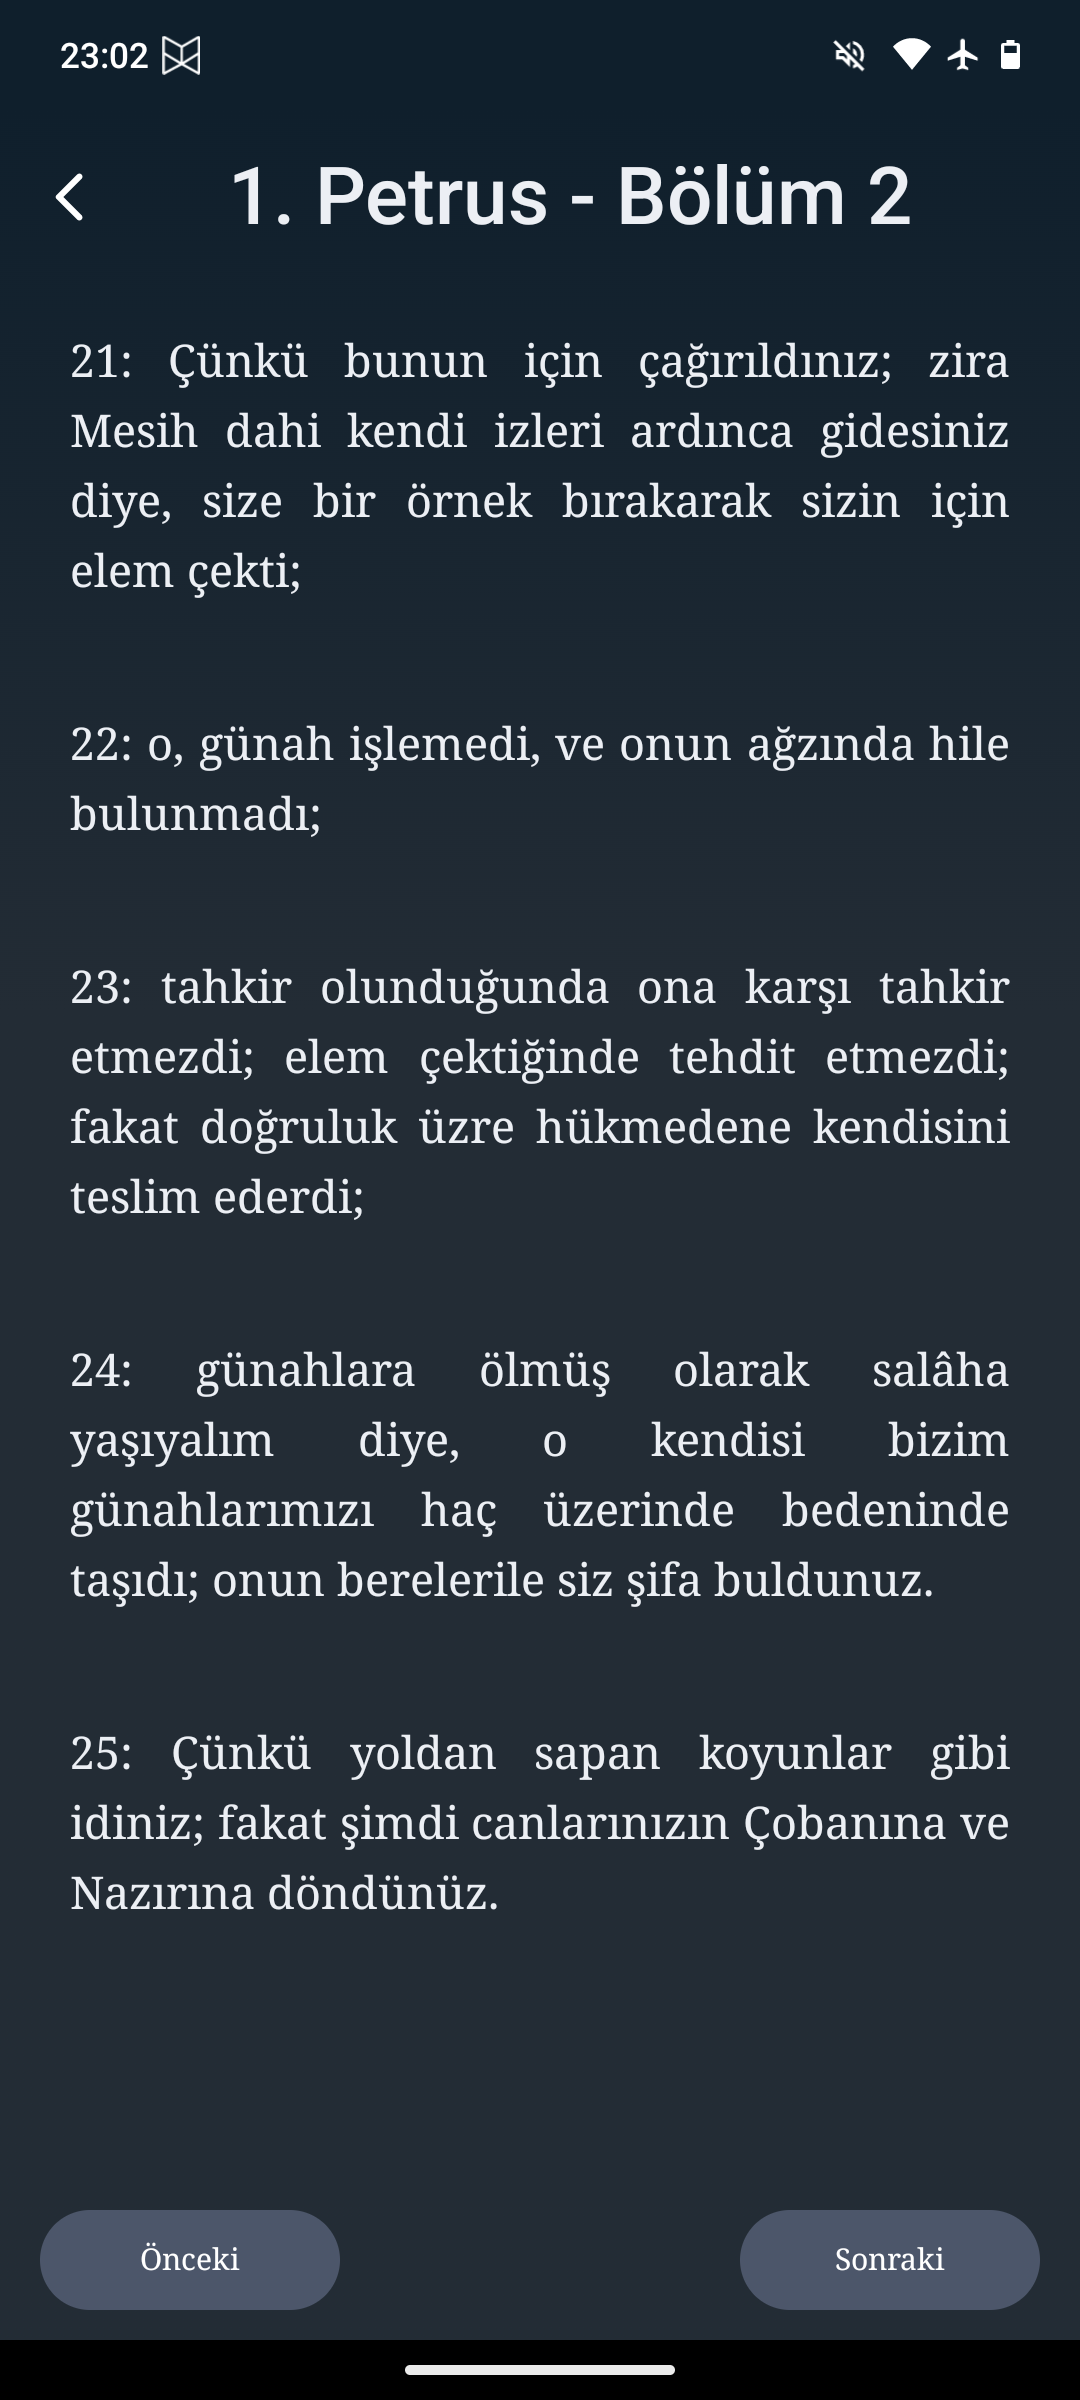 23:02
1. Petrus - Bölüm 2
21: Çünkü bunun için çağırıldınız; zira
Mesih dahi kendi izleri ardınca gidesiniz
diye, size bir örnek bırakarak sizin için
elem çekti;
22: o, günah işlemedi, ve onun ağzında hile
bulunmadı;
23: tahkir olunduğunda ona karşı tahkir
etmezdi; elem çektiğinde tehdit etmezdi;
fakat doğruluk üzre hükmedene kendisini
teslim ederdi;
24: günahlara ölmüş olarak salâha
yaşıyalım diye, o kendisi bizim
günahlarımızı haç üzerinde bedeninde
taşıdı; onun berelerile siz şifa buldunuz.
25: Çünkü yoldan sapan koyunlar gibi
idiniz; fakat şimdi canlarınızın Çobanına ve
Nazırına döndünüz.
Önceki
Sonraki